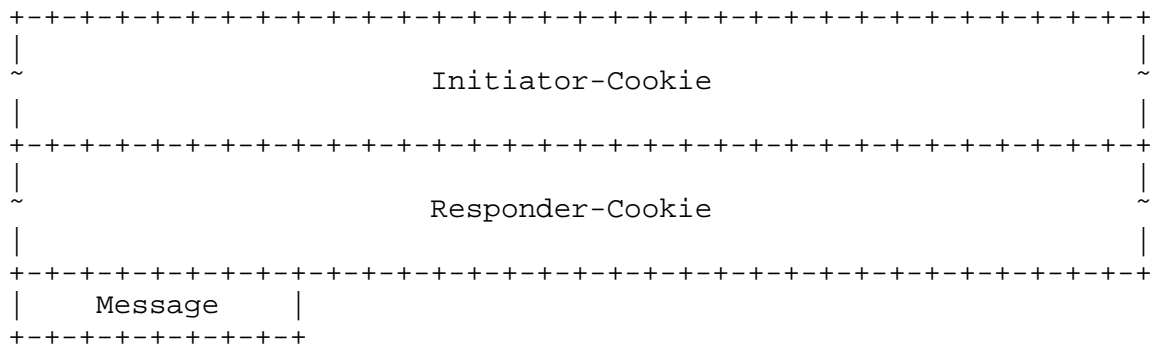 +-+-+-+-+-+-+-+-+-+-+-+-+-+-+-+-+-+-+-+-+-+-+-+-+-+-+-+-+-+-+-+-+
|                                                               |
~                       Initiator-Cookie                        ~
|                                                               |
+-+-+-+-+-+-+-+-+-+-+-+-+-+-+-+-+-+-+-+-+-+-+-+-+-+-+-+-+-+-+-+-+
|                                                               |
~                       Responder-Cookie                        ~
|                                                               |
+-+-+-+-+-+-+-+-+-+-+-+-+-+-+-+-+-+-+-+-+-+-+-+-+-+-+-+-+-+-+-+-+
|    Message    |
+-+-+-+-+-+-+-+-+